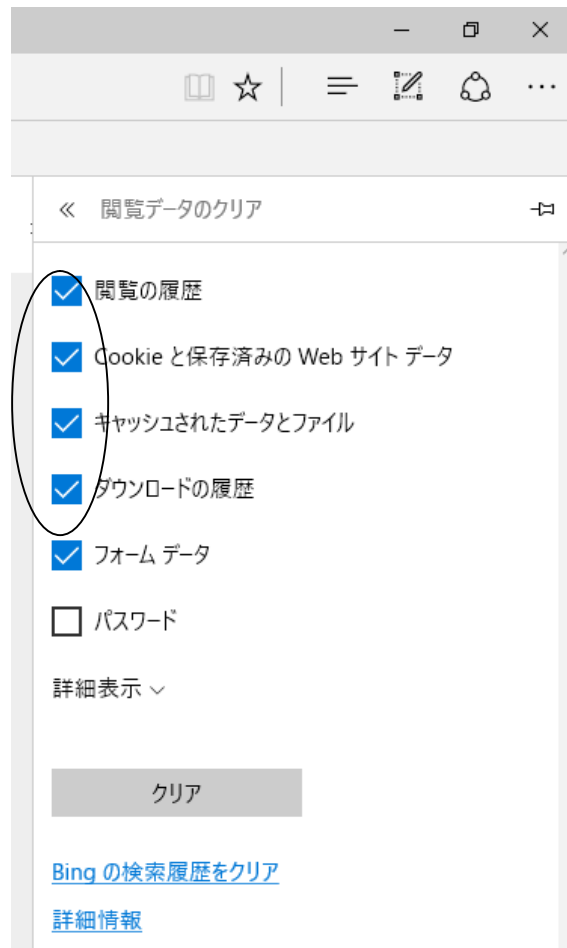 閲覧データのクリア
閲覧の履歴
Cookie と保存済みの Web サイト データ
キャッシュされたデータとファイル
ダウンロードの履歴
フォーム データ
パスワード
詳細表示
クリア
Bing の検索履歴をクリア
詳細情報